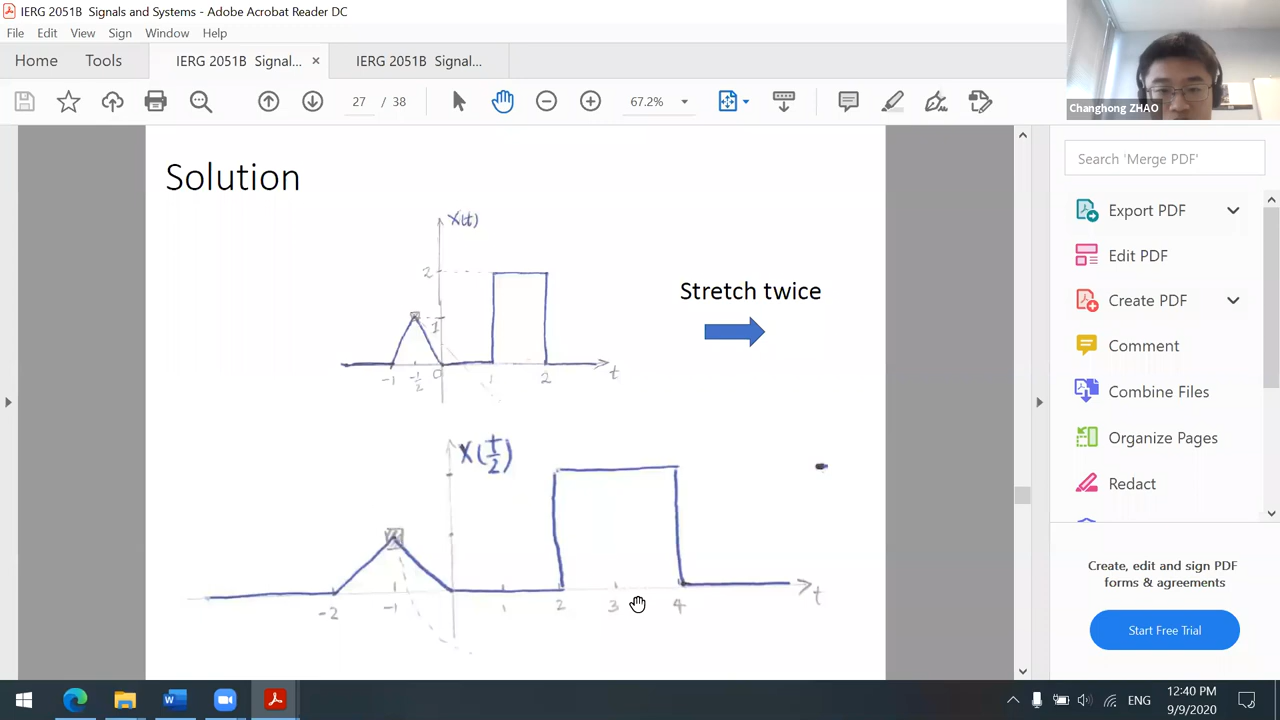 IERG 2051B  Signals and Systems - Adobe Acrobat Reader DC
File Edit View Sign Window Help
Home Tools IERG 2051B  Signal... × IERG 2051B  Signal...
27 / 38 67.2%
Changhong ZHAO
Solution
X(t)
2
1
-1 -1/2 0 1 2 t
Stretch twice
X(t/2)
-2 -1 1 2 3 4 t
Search 'Merge PDF'
Export PDF
Edit PDF
Create PDF
Comment
Combine Files
Organize Pages
Redact
Create, edit and sign PDF
forms & agreements
Start Free Trial
ENG
12:40 PM
9/9/2020